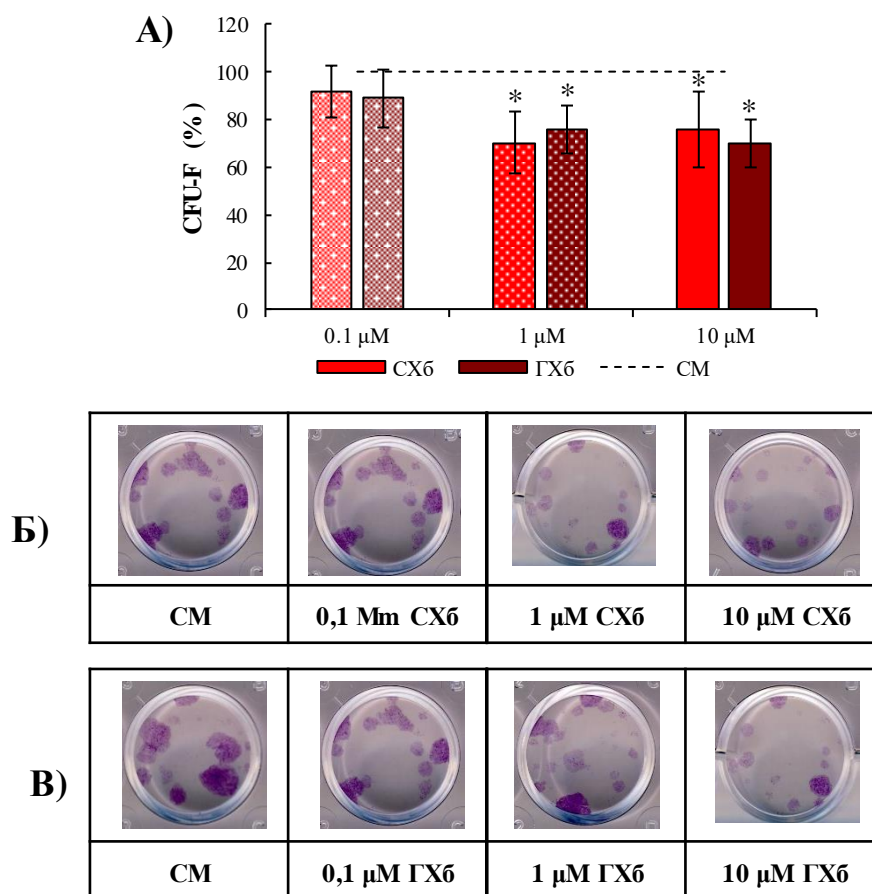 А)
CFU-F (%)
120
100
80
60
40
20
0
* * * *
0.1 μM 1 μM 10 μM
СХб ГХб СМ
Б)
СМ 0,1 Mm СХб 1 μM СХб 10 μM СХб
В)
СМ 0,1 μM ГХб 1 μM ГХб 10 μM ГХб